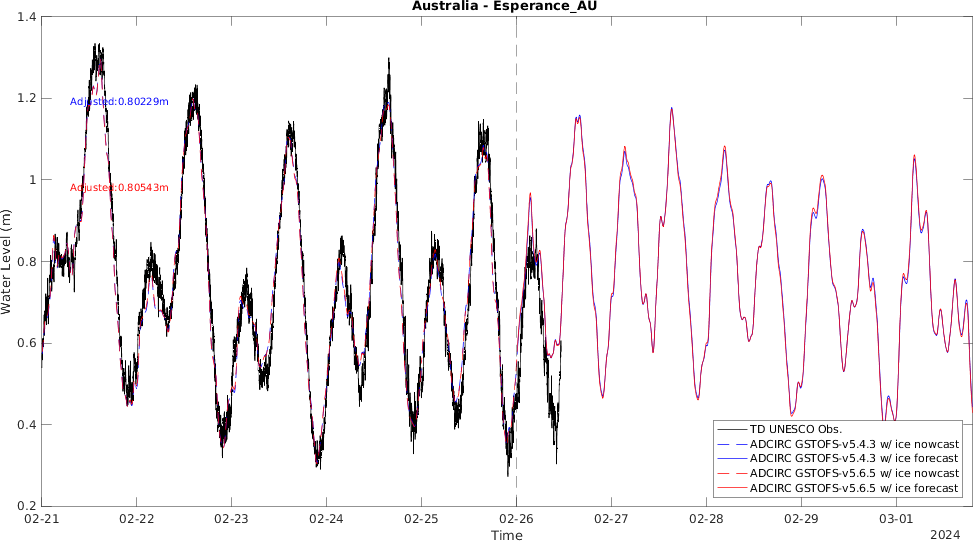 Australia - Esperance_AU
1.4
1.2
1
0.8
0.6
0.4
0.2
Water Level (m)
Adjusted:0.80229m
Adjusted:0.80543m
TD UNESCO Obs.
ADCIRC GSTOFS-v5.4.3 w/ ice nowcast
ADCIRC GSTOFS-v5.4.3 w/ ice forecast
ADCIRC GSTOFS-v5.6.5 w/ ice nowcast
ADCIRC GSTOFS-v5.6.5 w/ ice forecast
02-21 02-22 02-23 02-24 02-25 02-26 02-27 02-28 02-29 03-01
Time
2024